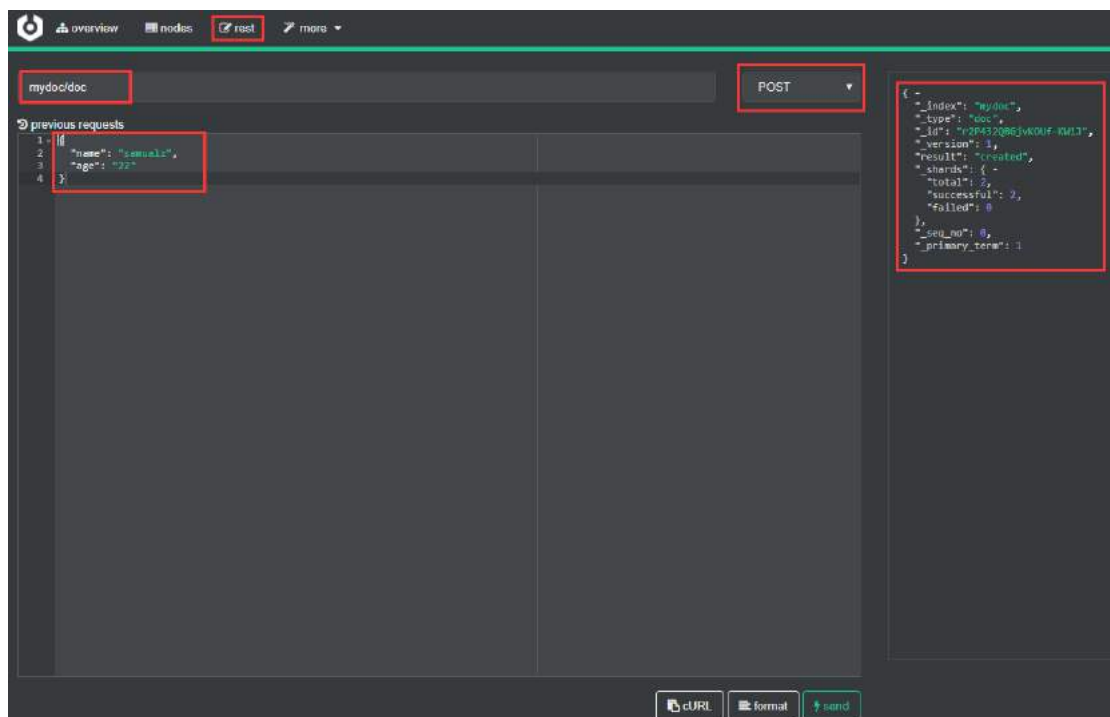 overview nodes rest more
mydoc/doc
POST
previous requests
1 {
2 "name": "samuals",
3 "age": "22"
4 }
{ -
"_index": "mydoc",
"_type": "doc",
"_version": 1,
"result": "created",
"_shards": { -
"total": 2,
"successful": 2,
"failed": 0
},
"_seq_no": 0,
"_primary_term": 1
}
cURL format send